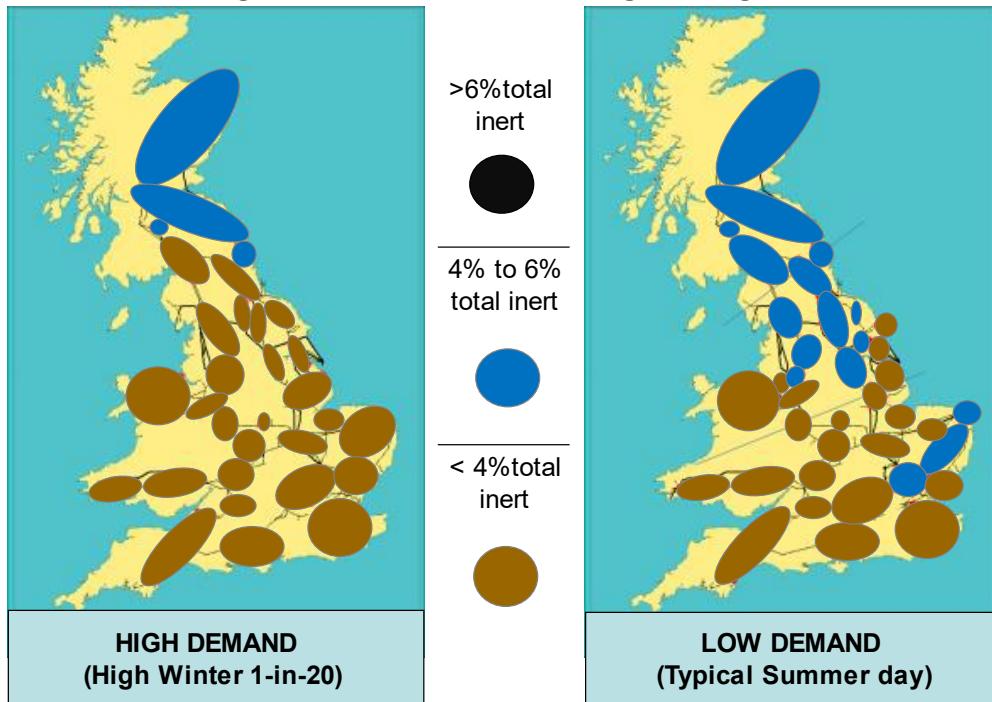 >6%total
inert
4% to 6%
total inert
< 4%total
inert
HIGH DEMAND
(High Winter 1-in-20)
LOW DEMAND
(Typical Summer day)